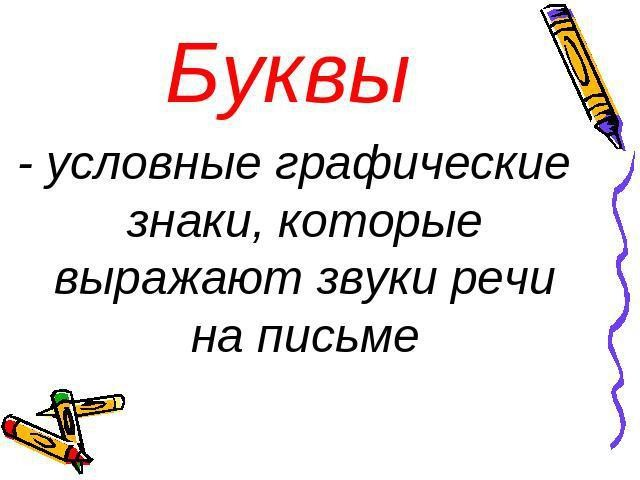 Буквы
- условные графические
знаки, которые
выражают звуки речи
на письме